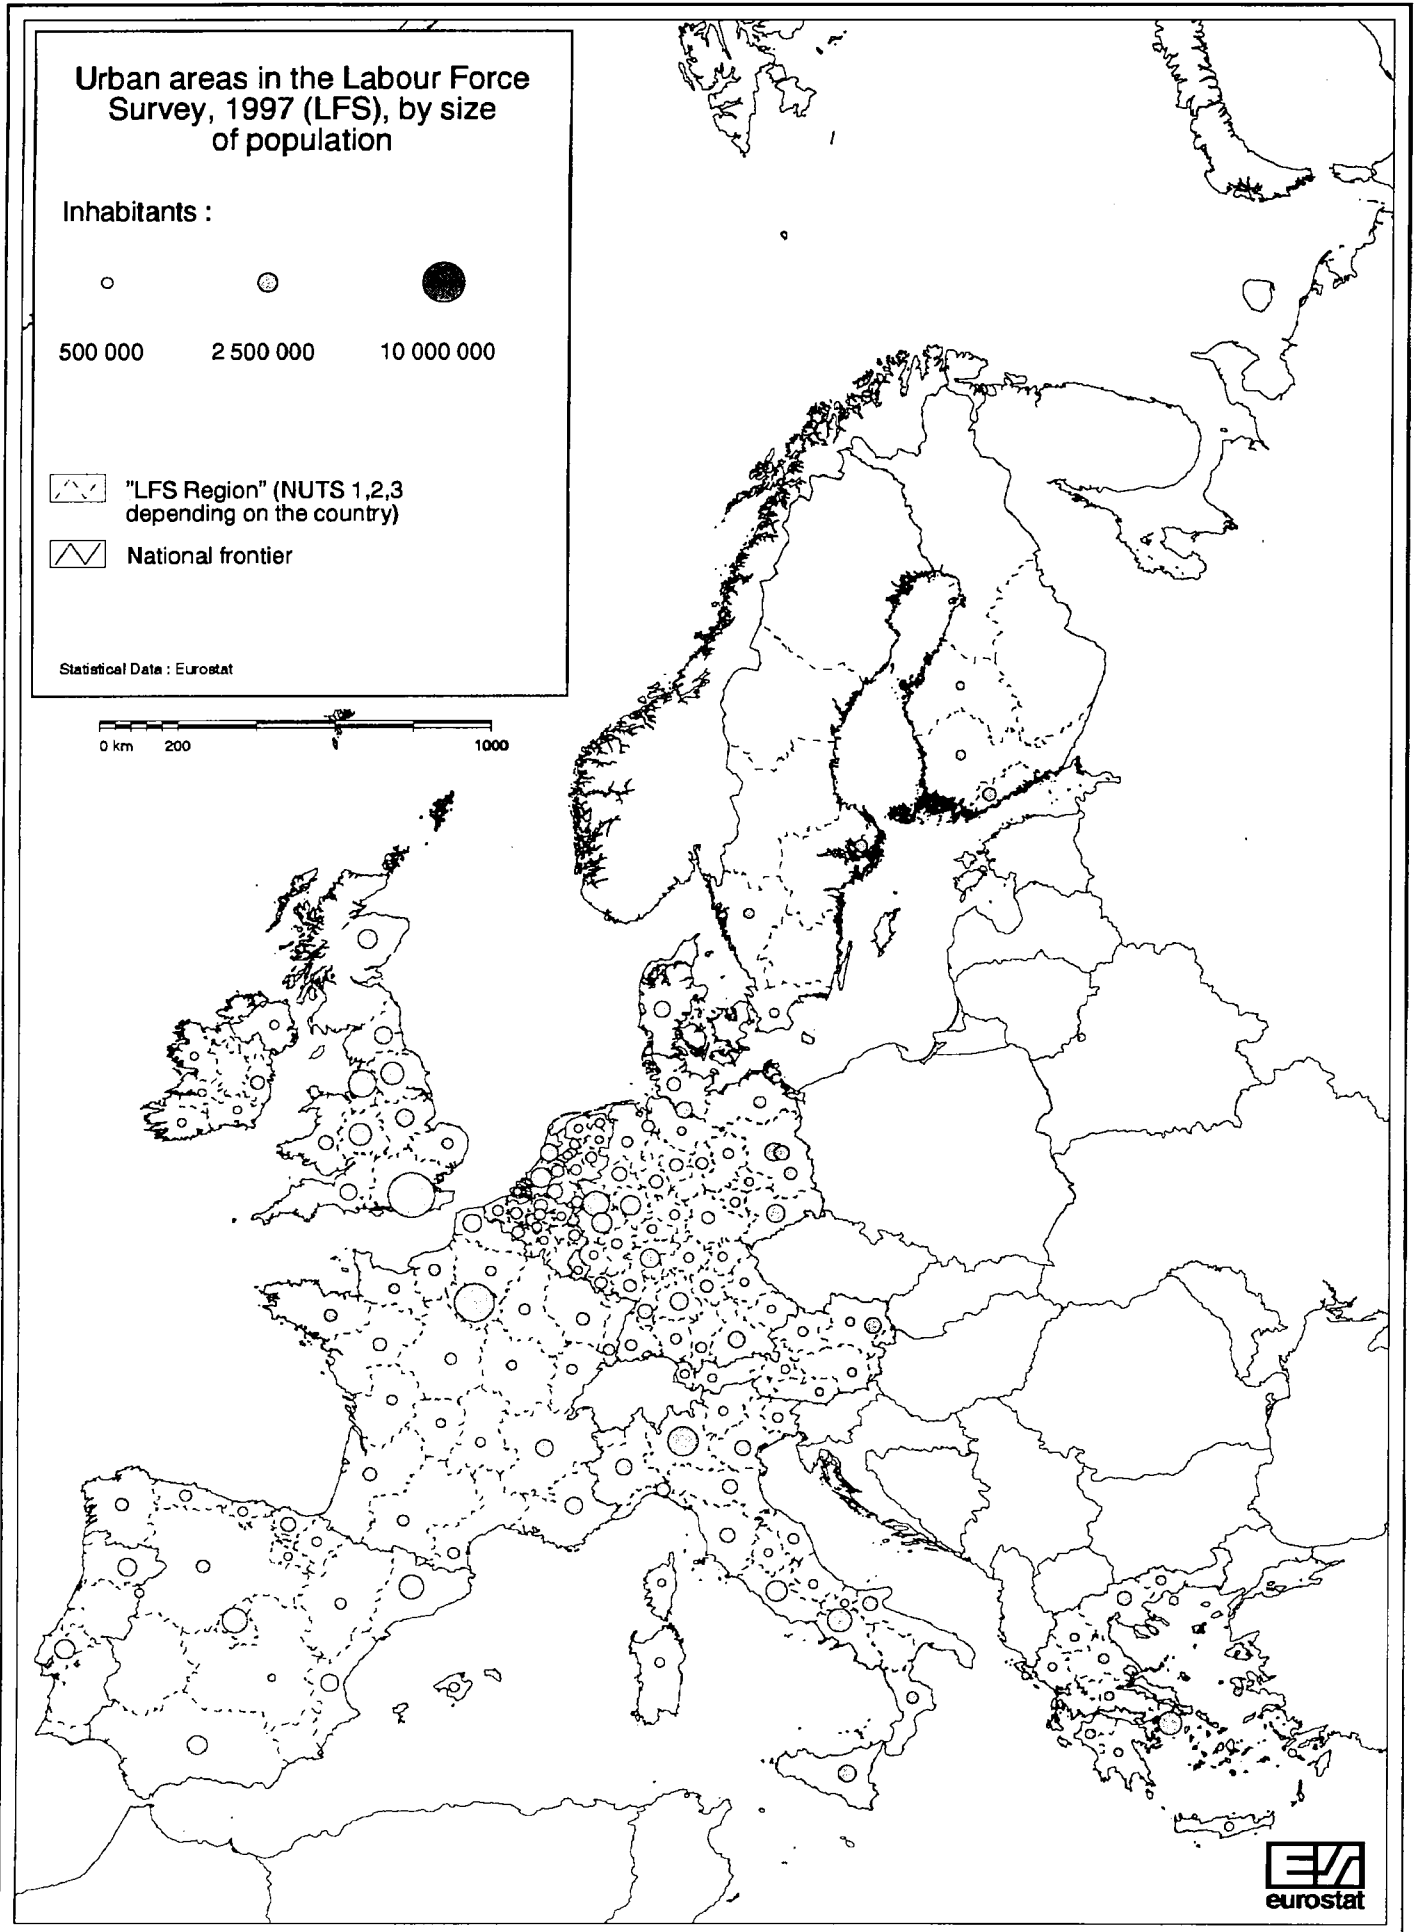 Urban areas in the Labour Force
Survey, 1997 (LFS), by size
of population
Inhabitants :
500 000 2 500 000 10 000 000
"LFS Region" (NUTS 1,2,3
depending on the country)
National frontier
Statistical Data : Eurostat
0 km 200 1000
eurostat